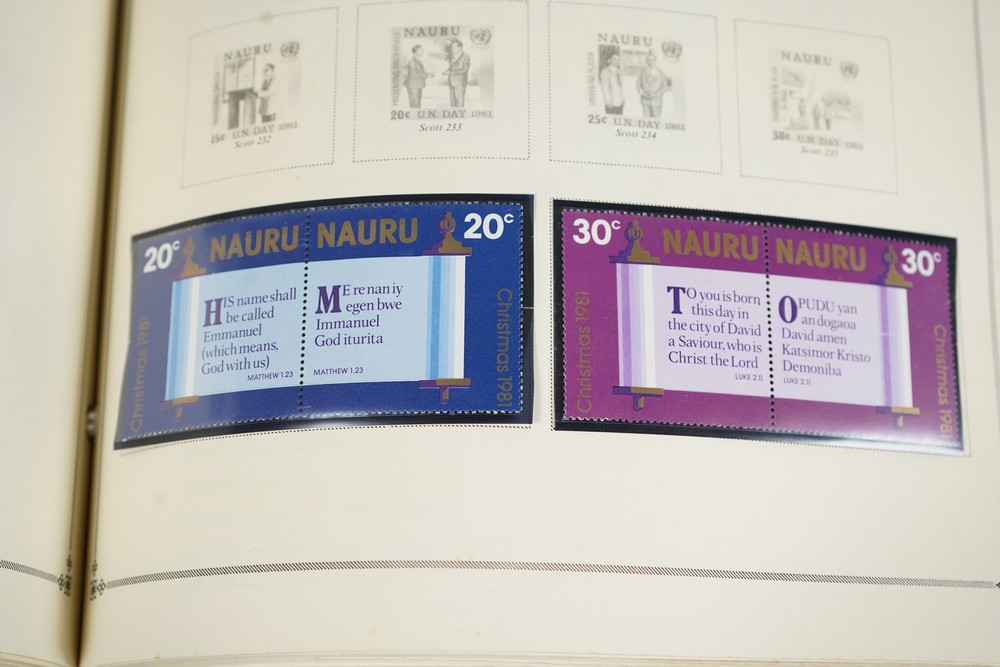 NAURU
15c U.N. DAY 1981
Scott 232
NAURU
PRESENTING CREDENTIALS
20c U.N. DAY 1981
Scott 233
NAURU
25c U.N. DAY 1981
Scott 234
NAURU
50c U.N. DAY 1981
Scott 235
20c NAURU
HIS name shall
be called
Emmanuel
(which means,
God with us)
MATTHEW 1.23
Christmas 1981
NAURU 20c
ME re nan iy
egen bwe
Immanuel
God iturita
MATTHEW 1.23
Christmas 1981
30c NAURU
TO you is born
this day in
the city of David
a Saviour, who is
Christ the Lord
LUKE 2.11
Christmas 1981
NAURU 30c
OPUDU yan
an dogaoa
David amen
Katsimor Kristo
Demoniba
LUKE 2.11
Christmas 1981